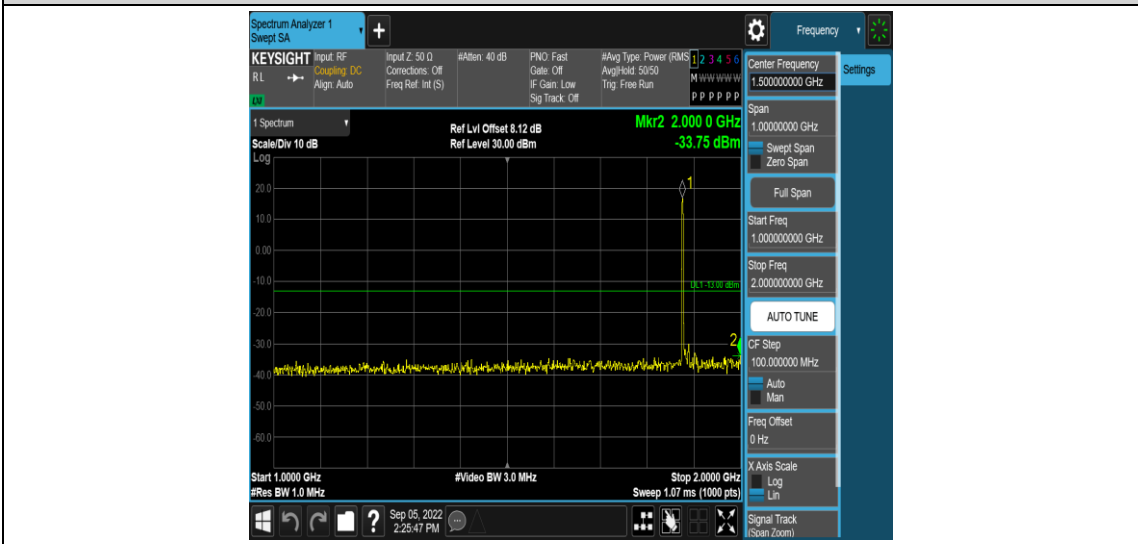 Spectrum Analyzer 1
Swept SA
+
Frequency
KEYSIGHT
RL
LXI
Input: RF
Coupling: DC
Align: Auto
Input Z: 50 Ω
Corrections: Off
Freq Ref: Int (S)
#Atten: 40 dB
PNO: Fast
Gate: Off
IF Gain: Low
Sig Track: Off
#Avg Type: Power (RMS
Avg|Hold: 50/50
Trig: Free Run
1 2 3 4 5 6
M W W W W W
P P P P P P
Center Frequency
1.500000000 GHz
Settings
Span
1.00000000 GHz
Swept Span
Zero Span
Full Span
Start Freq
1.000000000 GHz
Stop Freq
2.000000000 GHz
AUTO TUNE
CF Step
100.000000 MHz
Auto
Man
Freq Offset
0 Hz
X Axis Scale
Log
Lin
Signal Track
(Span Zoom)
1 Spectrum
Scale/Div 10 dB
Log
Ref Lvl Offset 8.12 dB
Ref Level 30.00 dBm
Mkr2 2.000 0 GHz
-33.75 dBm
20.0
10.0
0.00
-10.0
-20.0
-30.0
-40.0
-50.0
-60.0
1
DL1 -13.00 dBm
2
Start 1.0000 GHz
#Res BW 1.0 MHz
#Video BW 3.0 MHz
Stop 2.0000 GHz
Sweep 1.07 ms (1000 pts)
?
Sep 05, 2022
2:25:47 PM